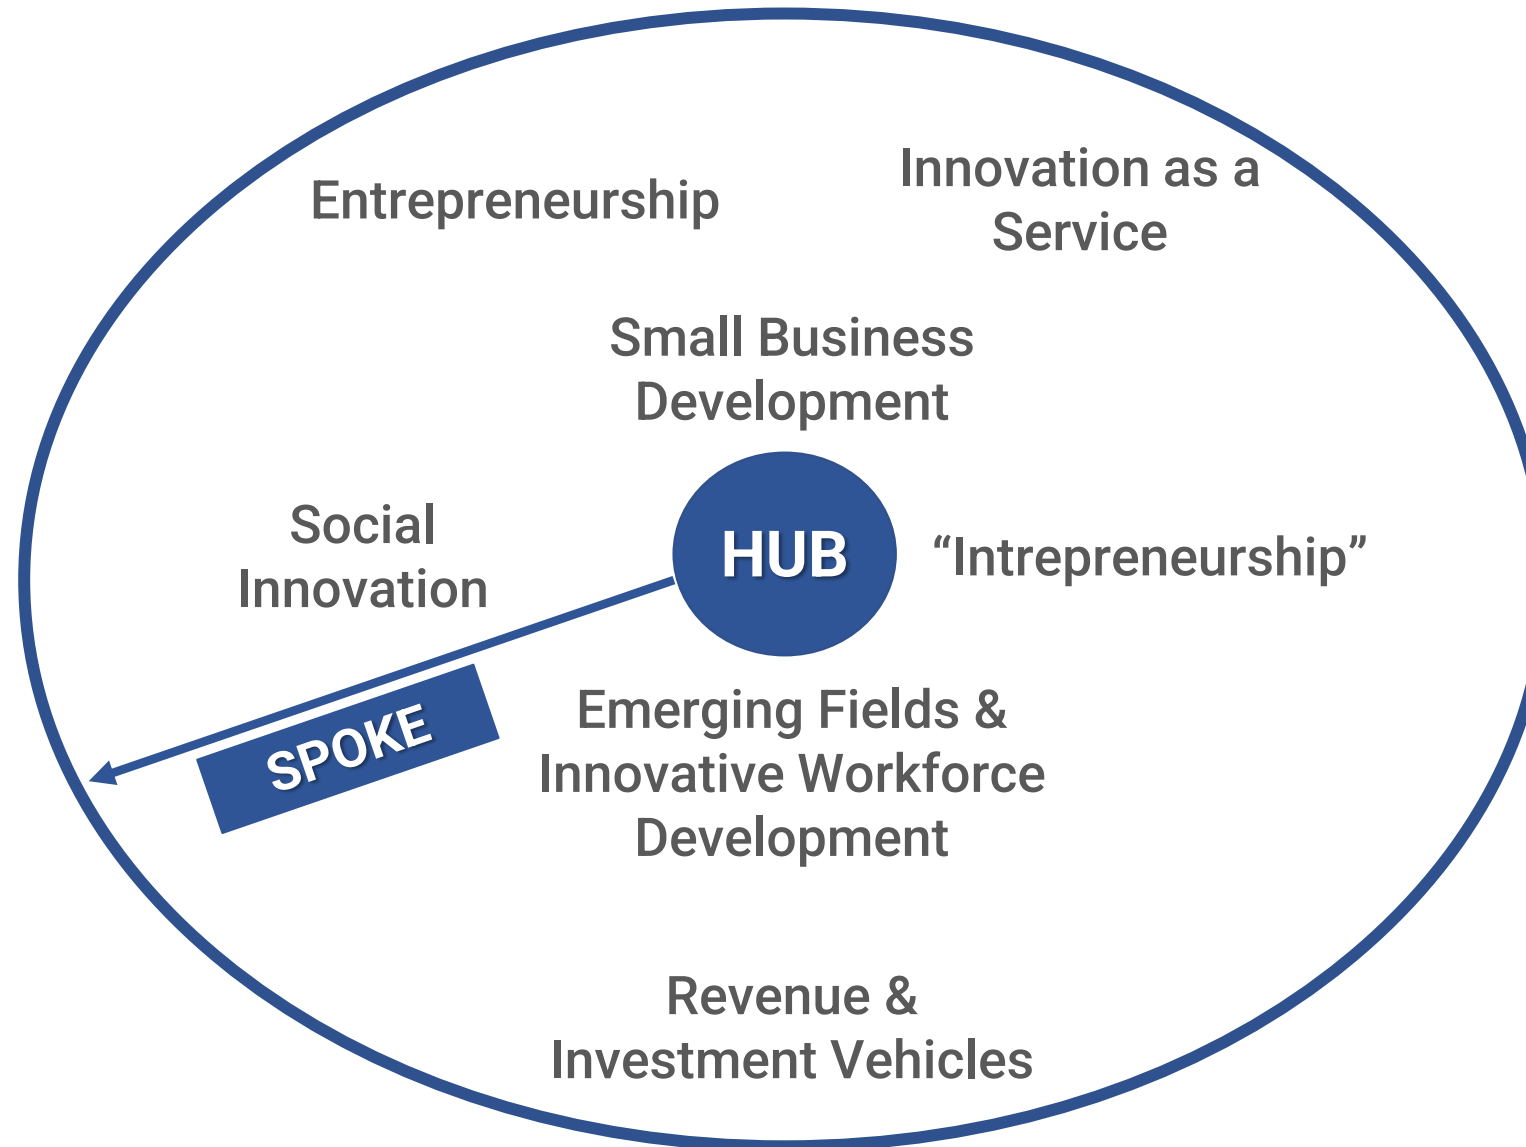 Entrepreneurship
Innovation as a
Service
Small Business
Development
Social
Innovation
HUB
“Intrepreneurship”
SPOKE
Emerging Fields &
Innovative Workforce
Development
Revenue &
Investment Vehicles